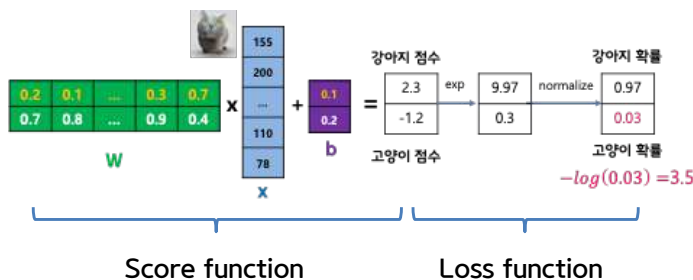 155
200
...
110
78
x
0.2 0.1 ... 0.3 0.7
0.7 0.8 ... 0.9 0.4
W
x
+
0.1
0.2
b
=
강아지 점수
2.3
-1.2
고양이 점수
exp
9.97
0.3
normalize
강아지 확률
0.97
0.03
고양이 확률
−log(0.03) =3.5
Score function
Loss function